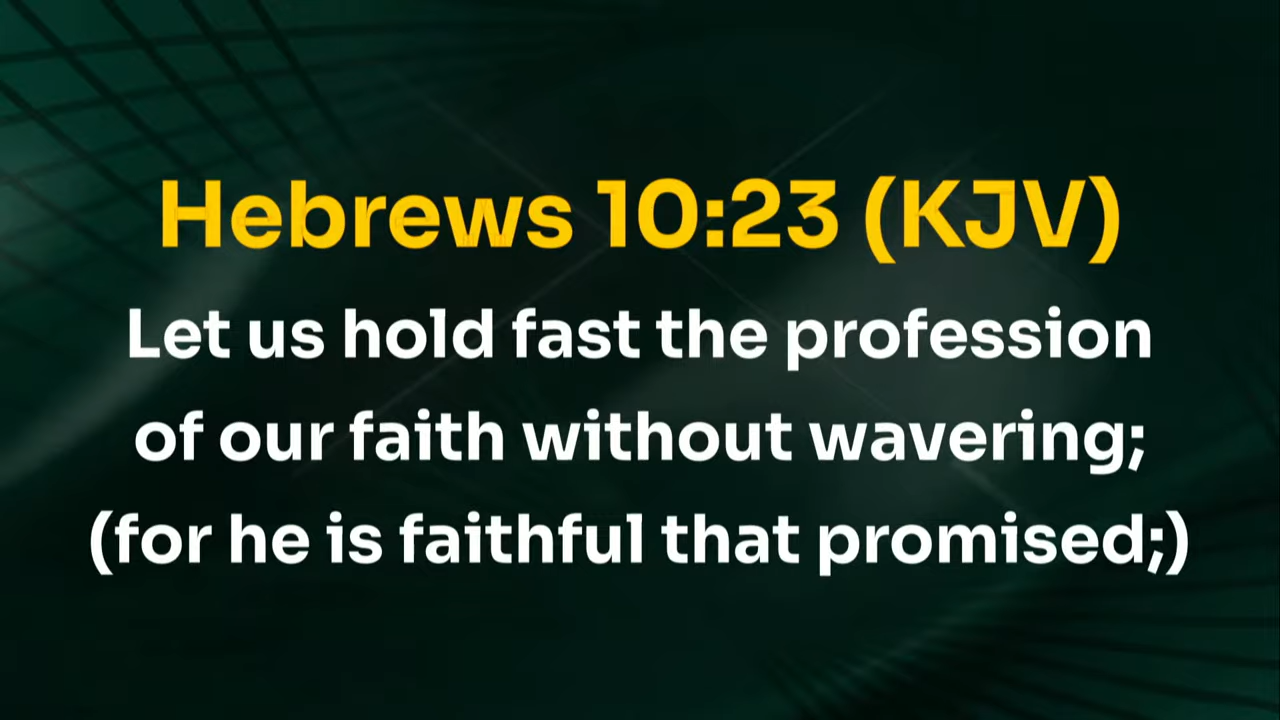 Hebrews 10:23 (KJV)
Let us hold fast the profession
of our faith without wavering;
(for he is faithful that promised;)